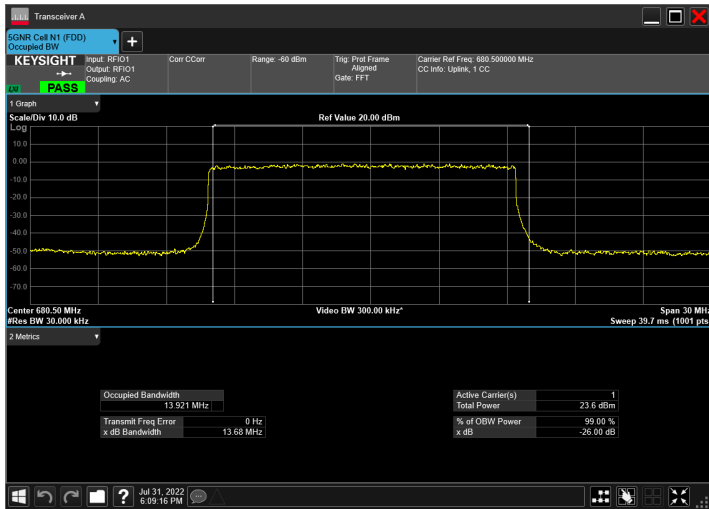 Transceiver A
5GNR Cell N1 (FDD)
Occupied BW
KEYSIGHT
LXI
PASS
Input: RFIO1
Output: RFIO1
Coupling: AC
Corr CCorr
Range: -60 dBm
Trig: Prot Frame
Aligned
Gate: FFT
Carrier Ref Freq: 680.500000 MHz
CC Info: Uplink, 1 CC
1 Graph
Scale/Div 10.0 dB
Ref Value 20.00 dBm
Log
10.0
0.00
-10.0
-20.0
-30.0
-40.0
-50.0
-60.0
-70.0
Center 680.50 MHz
Video BW 300.00 kHz*
Span 30 MHz
#Res BW 30.000 kHz
Sweep 39.7 ms (1001 pts
2 Metrics
Occupied Bandwidth
13.921 MHz
Transmit Freq Error 0 Hz
x dB Bandwidth 13.68 MHz
Active Carrier(s) 1
Total Power 23.6 dBm
% of OBW Power 99.00 %
x dB -26.00 dB
Jul 31, 2022
6:09:16 PM